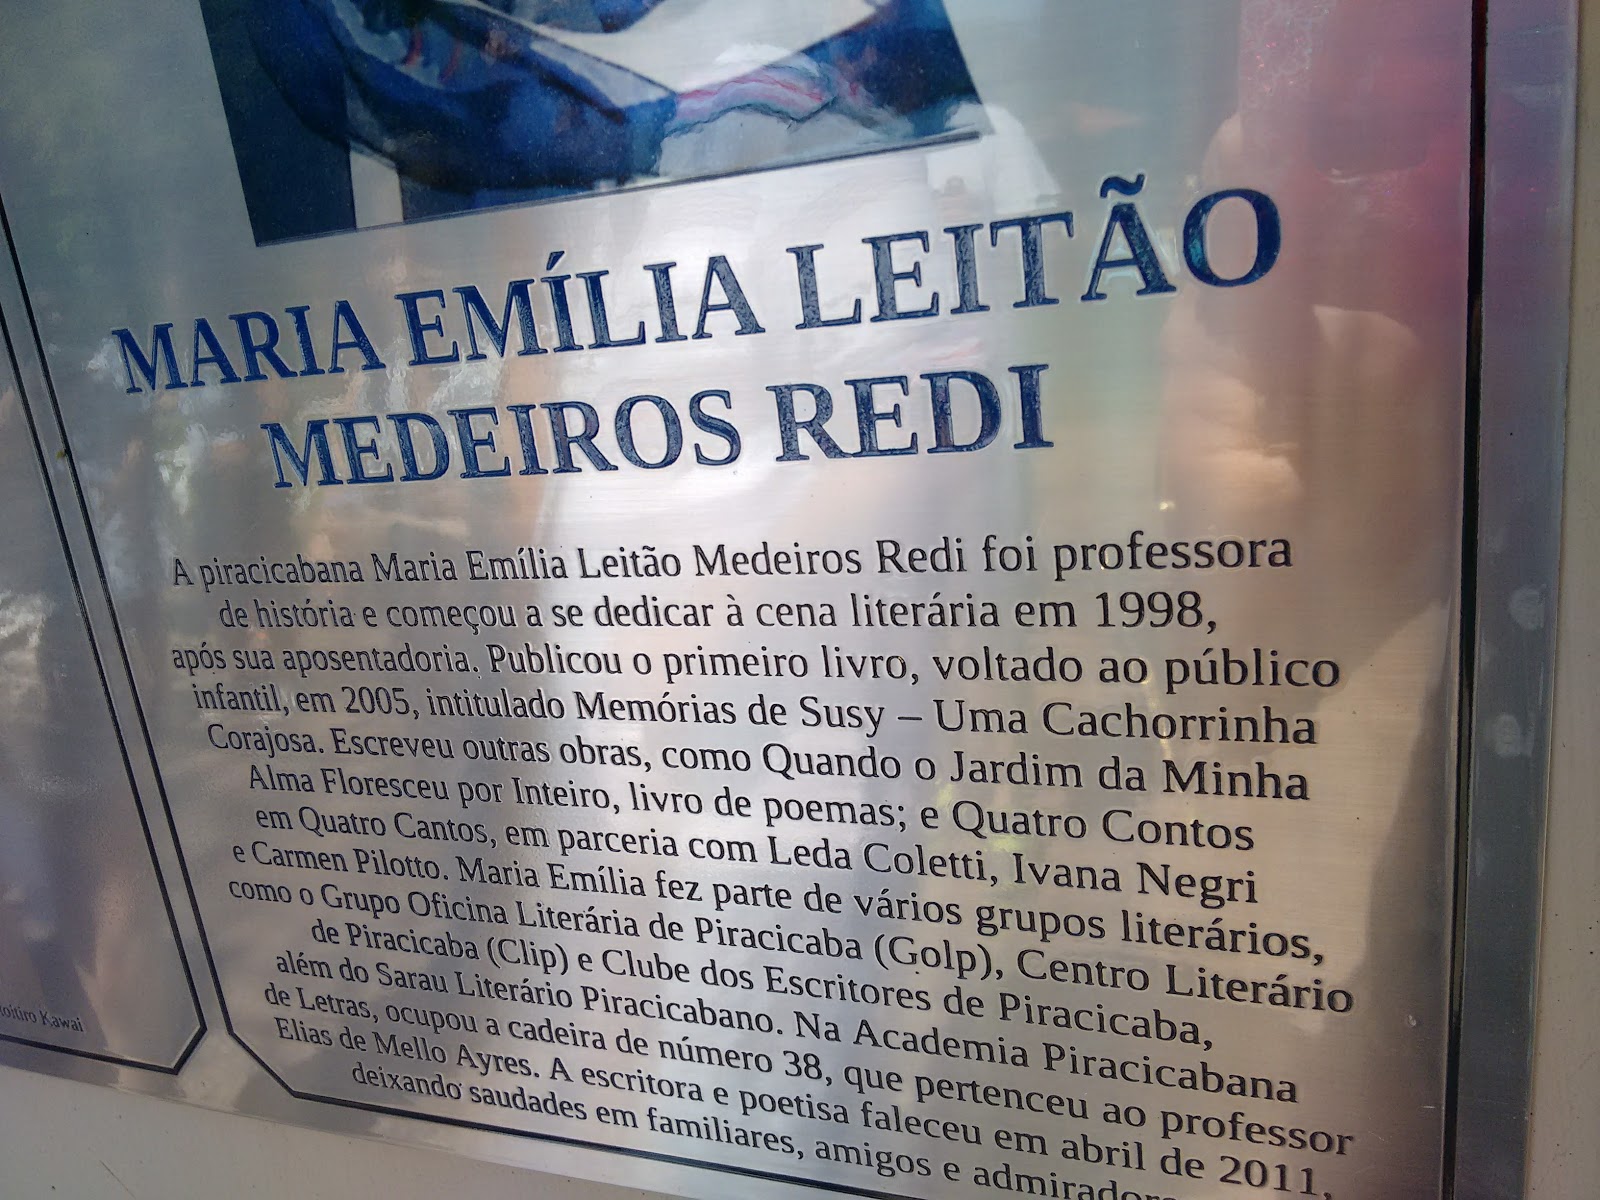 MARIA EMÍLIA LEITÃO
MEDEIROS REDI
A piracicabana Maria Emília Leitão Medeiros Redi foi professora
de história e começou a se dedicar à cena literária em 1998,
após sua aposentadoria. Publicou o primeiro livro, voltado ao público
infantil, em 2005, intitulado Memórias de Susy – Uma Cachorrinha
Corajosa. Escreveu outras obras, como Quando o Jardim da Minha
Alma Floresceu por Inteiro, livro de poemas; e Quatro Contos
em Quatro Cantos, em parceria com Leda Coletti, Ivana Negri
e Carmen Pilotto. Maria Emília fez parte de vários grupos literários,
como o Grupo Oficina Literária de Piracicaba (Golp), Centro Literário
de Piracicaba (Clip) e Clube dos Escritores de Piracicaba,
além do Sarau Literário Piracicabano. Na Academia Piracicabana
de Letras, ocupou a cadeira de número 38, que pertenceu ao professor
Elias de Mello Ayres. A escritora e poetisa faleceu em abril de 2011,
deixando saudades em familiares, amigos e
Kawai